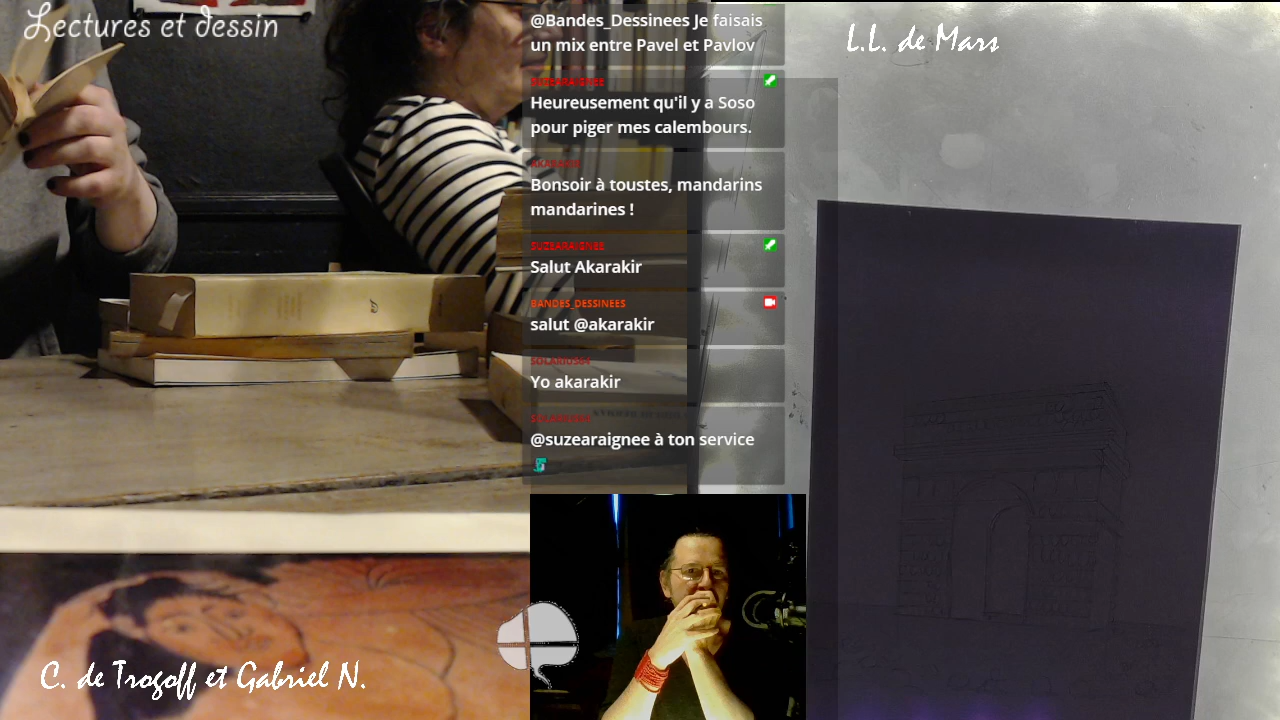 Lectures et dessin
@Bandes_Dessinees Je faisais
un mix entre Pavel et Pavlov
SUZEARAIGNEE
Heureusement qu'il y a Soso
pour piger mes calembours.
AKARAKIR
Bonsoir à toustes, mandarins
mandarines !
SUZEARAIGNEE
Salut Akarakir
BANDES_DESSINEES
salut @akarakir
Yo akarakir
@suzearaignee à ton service
L.L. de Mars
C. de Trogoff et Gabriel N.